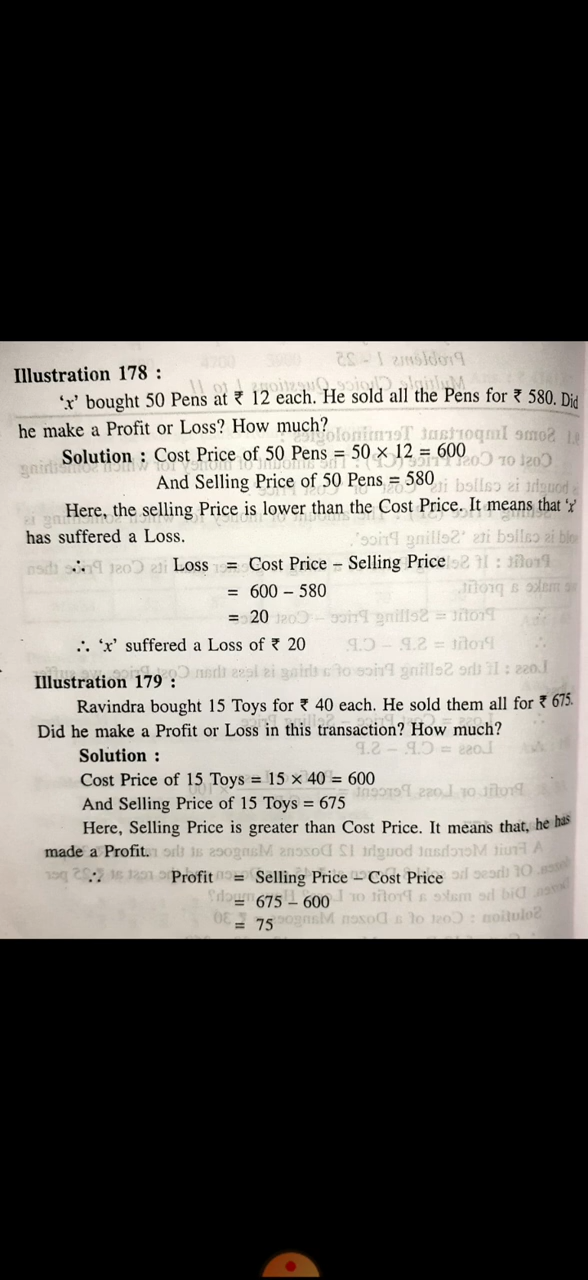 Illustration 178 :
‘x’ bought 50 Pens at ₹ 12 each. He sold all the Pens for ₹ 580. Did
he make a Profit or Loss? How much?
Solution : Cost Price of 50 Pens = 50 × 12 = 600
And Selling Price of 50 Pens = 580
Here, the selling Price is lower than the Cost Price. It means that ‘x’
has suffered a Loss.
∴ Loss = Cost Price – Selling Price
= 600 – 580
= 20
∴ ‘x’ suffered a Loss of ₹ 20
Illustration 179 :
Ravindra bought 15 Toys for ₹ 40 each. He sold them all for ₹ 675.
Did he make a Profit or Loss in this transaction? How much?
Solution :
Cost Price of 15 Toys = 15 × 40 = 600
And Selling Price of 15 Toys = 675
Here, Selling Price is greater than Cost Price. It means that, he has
made a Profit.
∴ Profit = Selling Price – Cost Price
= 675 – 600
= 75